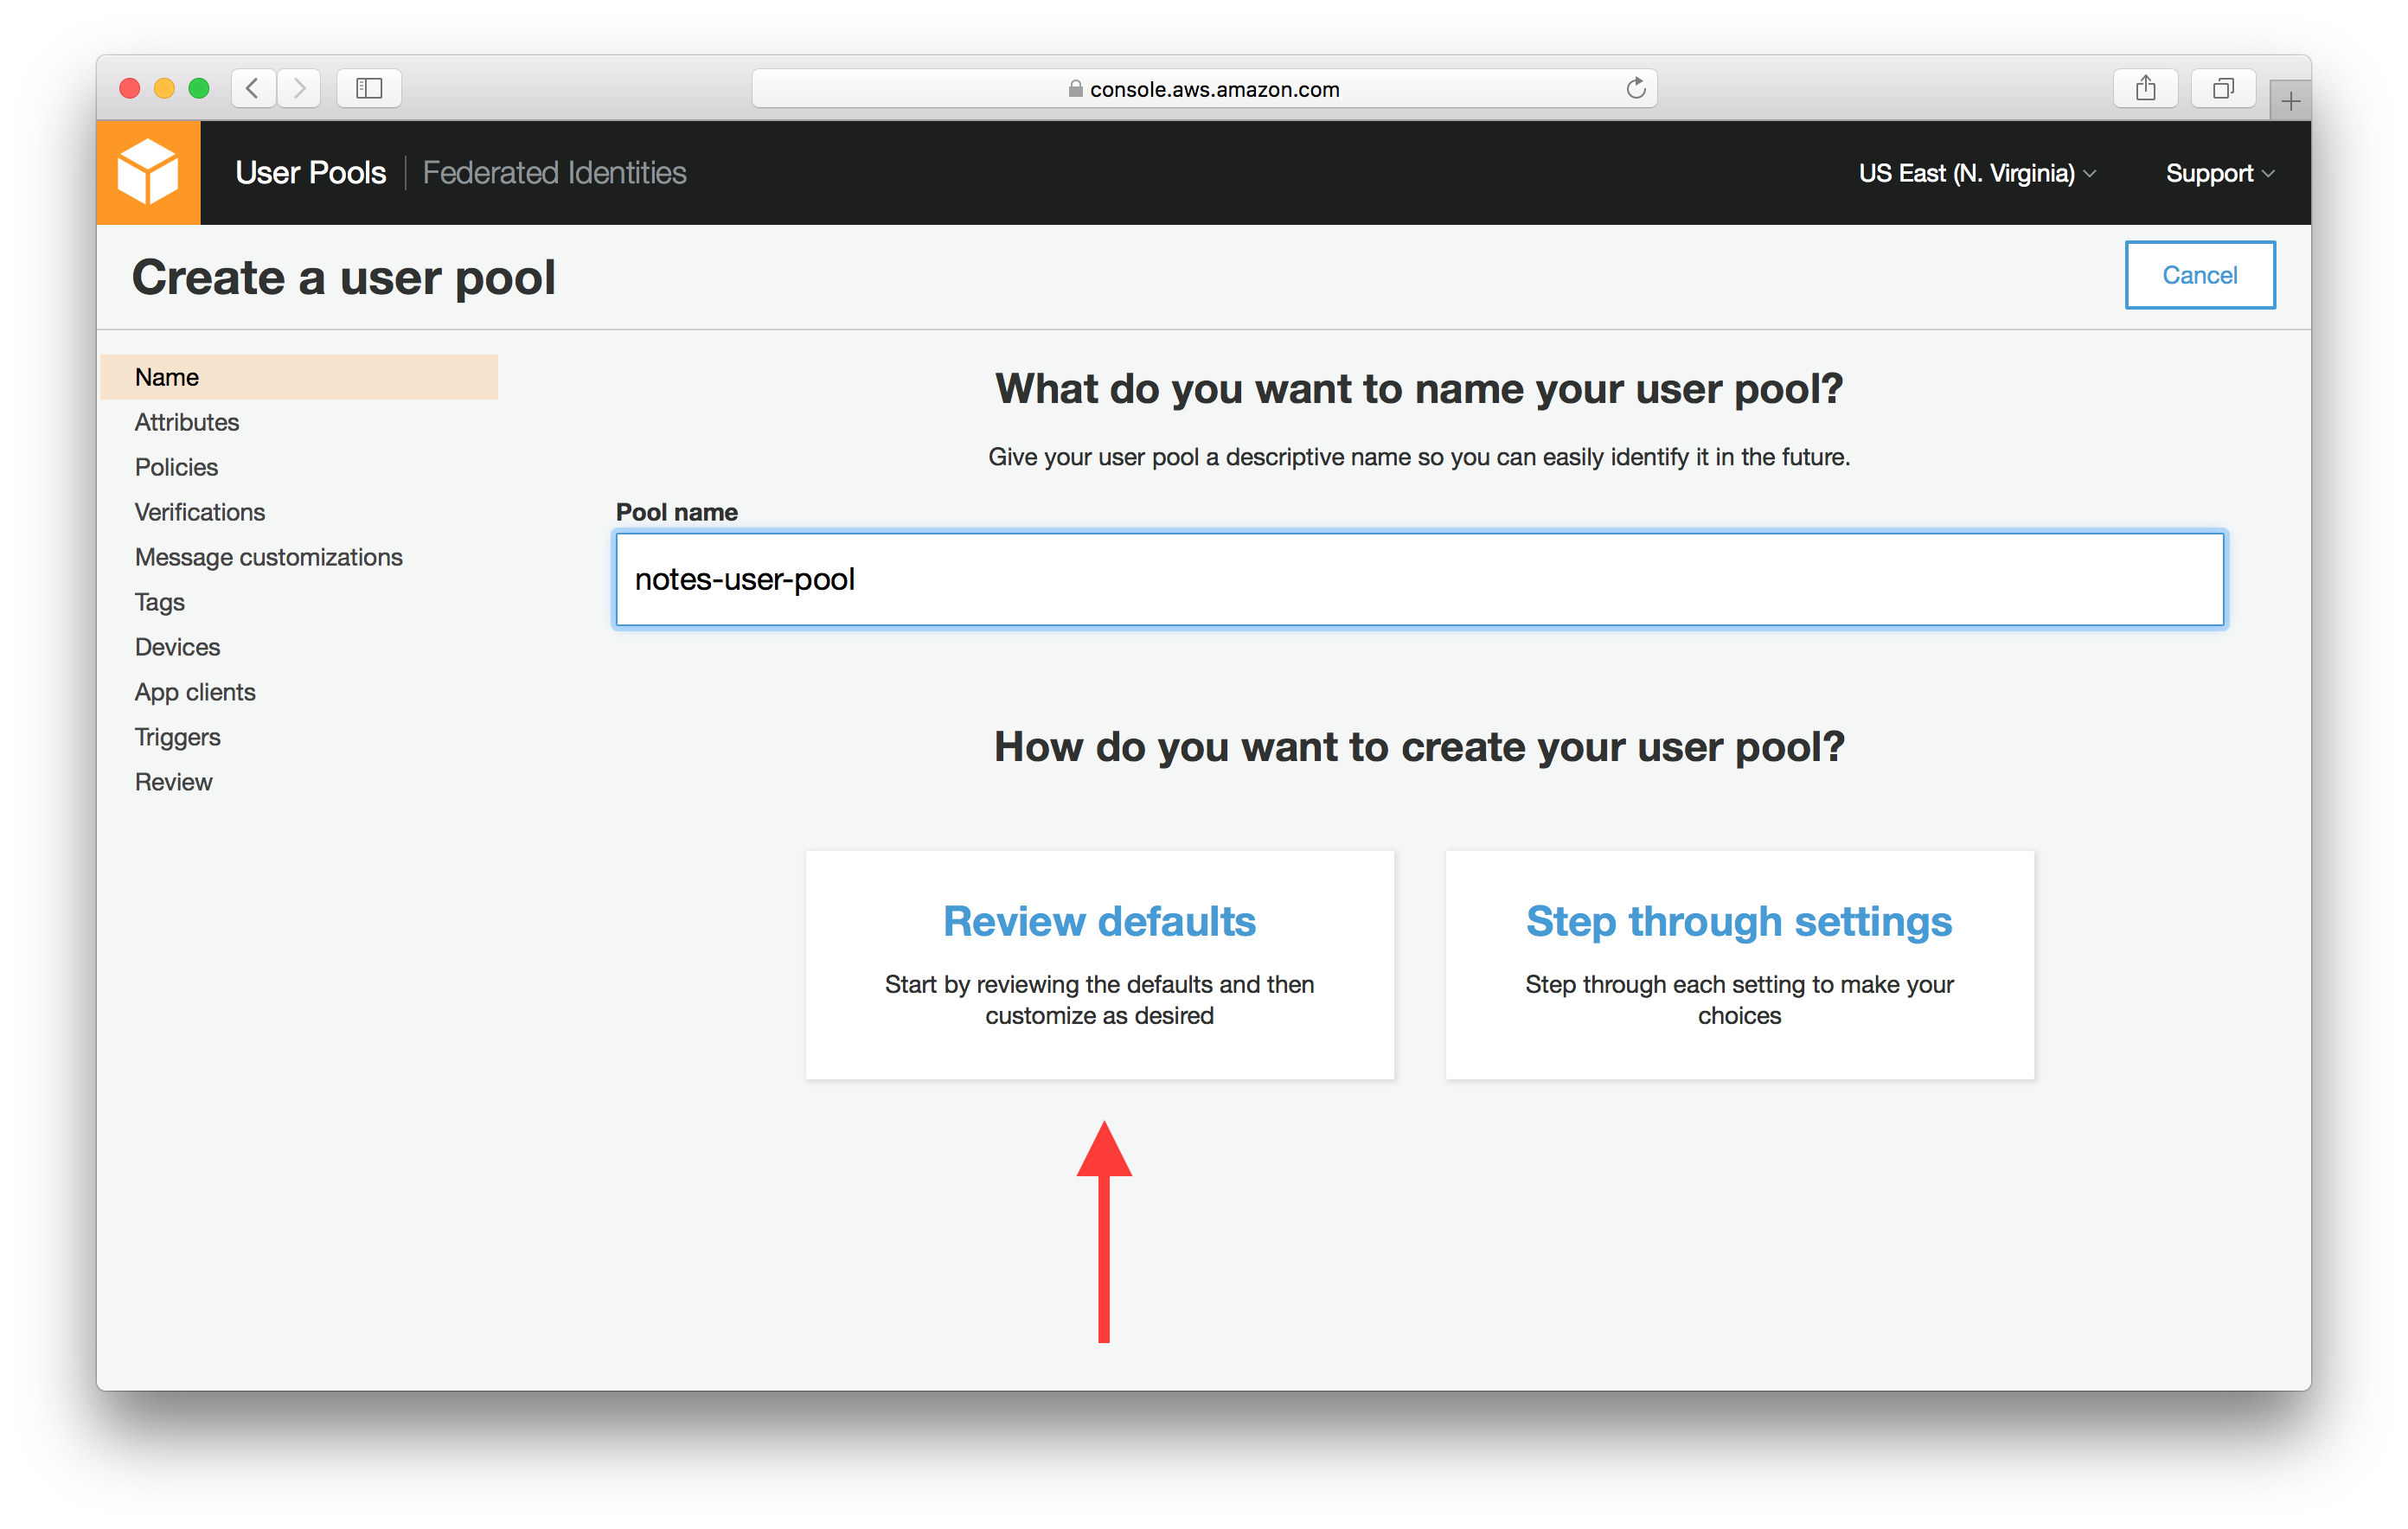 console.aws.amazon.com
User Pools
Federated Identities
US East (N. Virginia)
Support
Create a user pool
Cancel
Name
Attributes
Policies
Verifications
Message customizations
Tags
Devices
App clients
Triggers
Review
What do you want to name your user pool?
Give your user pool a descriptive name so you can easily identify it in the future.
Pool name
notes-user-pool
How do you want to create your user pool?
Review defaults
Start by reviewing the defaults and then
customize as desired
Step through settings
Step through each setting to make your
choices